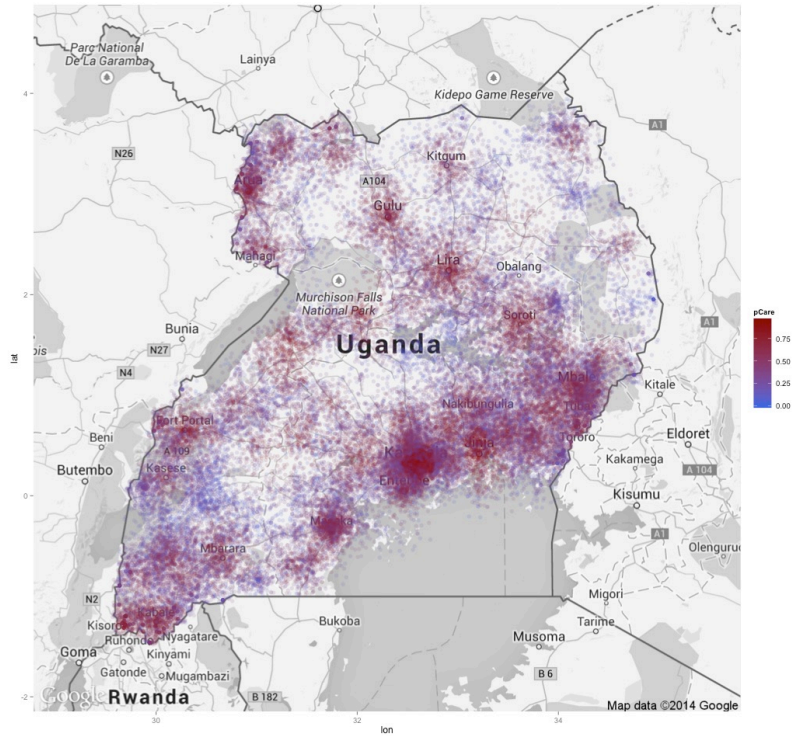 Parc National
De La Garamba
Lainya
Kidepo Game Reserve
4
A1
N26
Kitgum
Arua
A104
Gulu
Mahagi
Lira
Obalang
2
Murchison Falls
National Park
Soroti
A1
Bunia
Uganda
N27
pCare
0.75
0.50
0.25
0.00
lat
N4
Mbale
Kitale
Nakibungulia
Fort Portal
Beni
Jinja
Tororo
Eldoret
A109
Kasese
Kakamega
A 104
Butembo
Entebbe
Kisumu
0
Masaka
A1
Mbarara
Olengurue
N2
Kabale
Migori
Kisoro
Bukoba
Tarime
Ruhondo
Nyagatare
Goma
Kinyami
Musoma
Gatonde
Mugambazi
B 6
Google
Rwanda
B 182
Map data ©2014 Google
-2
30
32
34
lon